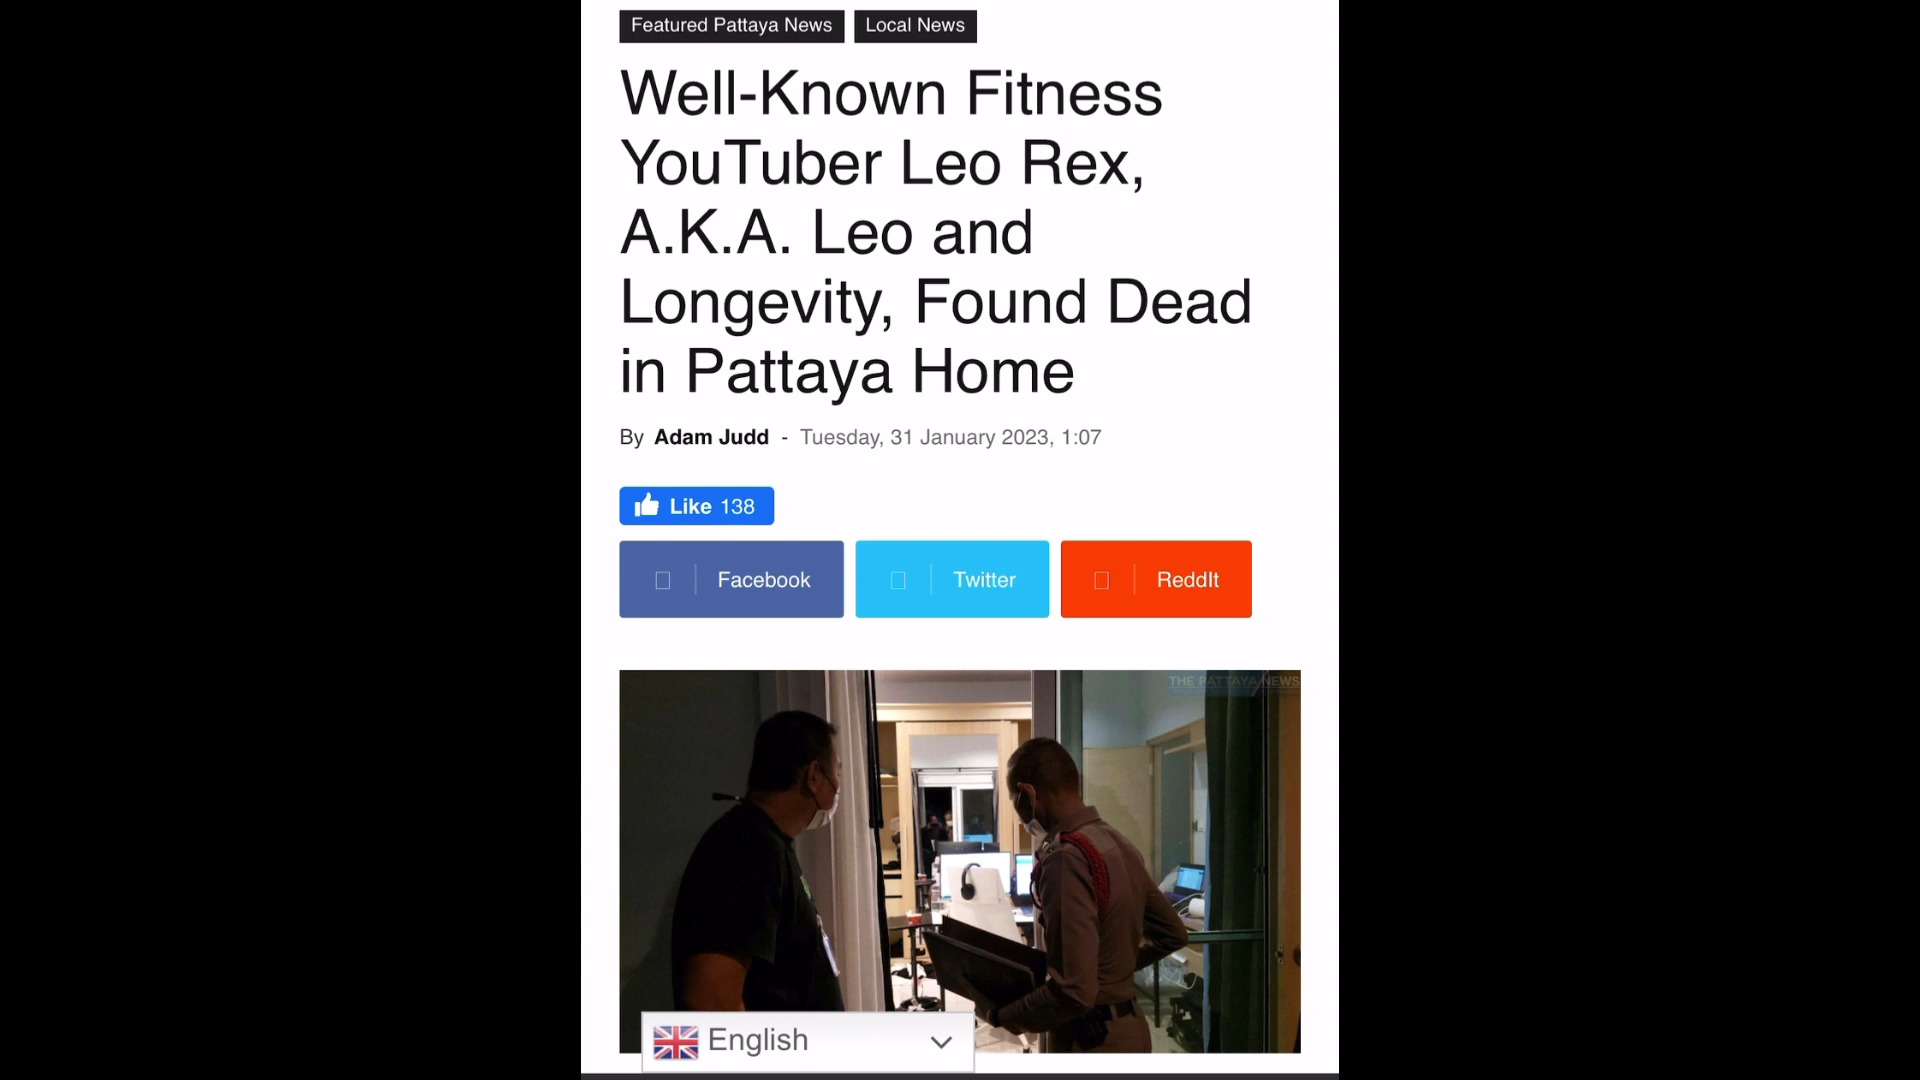 Featured Pattaya News Local News
Well-Known Fitness
YouTuber Leo Rex,
A.K.A. Leo and
Longevity, Found Dead
in Pattaya Home
By Adam Judd - Tuesday, 31 January 2023, 1:07
Like 138
Facebook Twitter ReddIt
THE PATTAYA NEWS
English